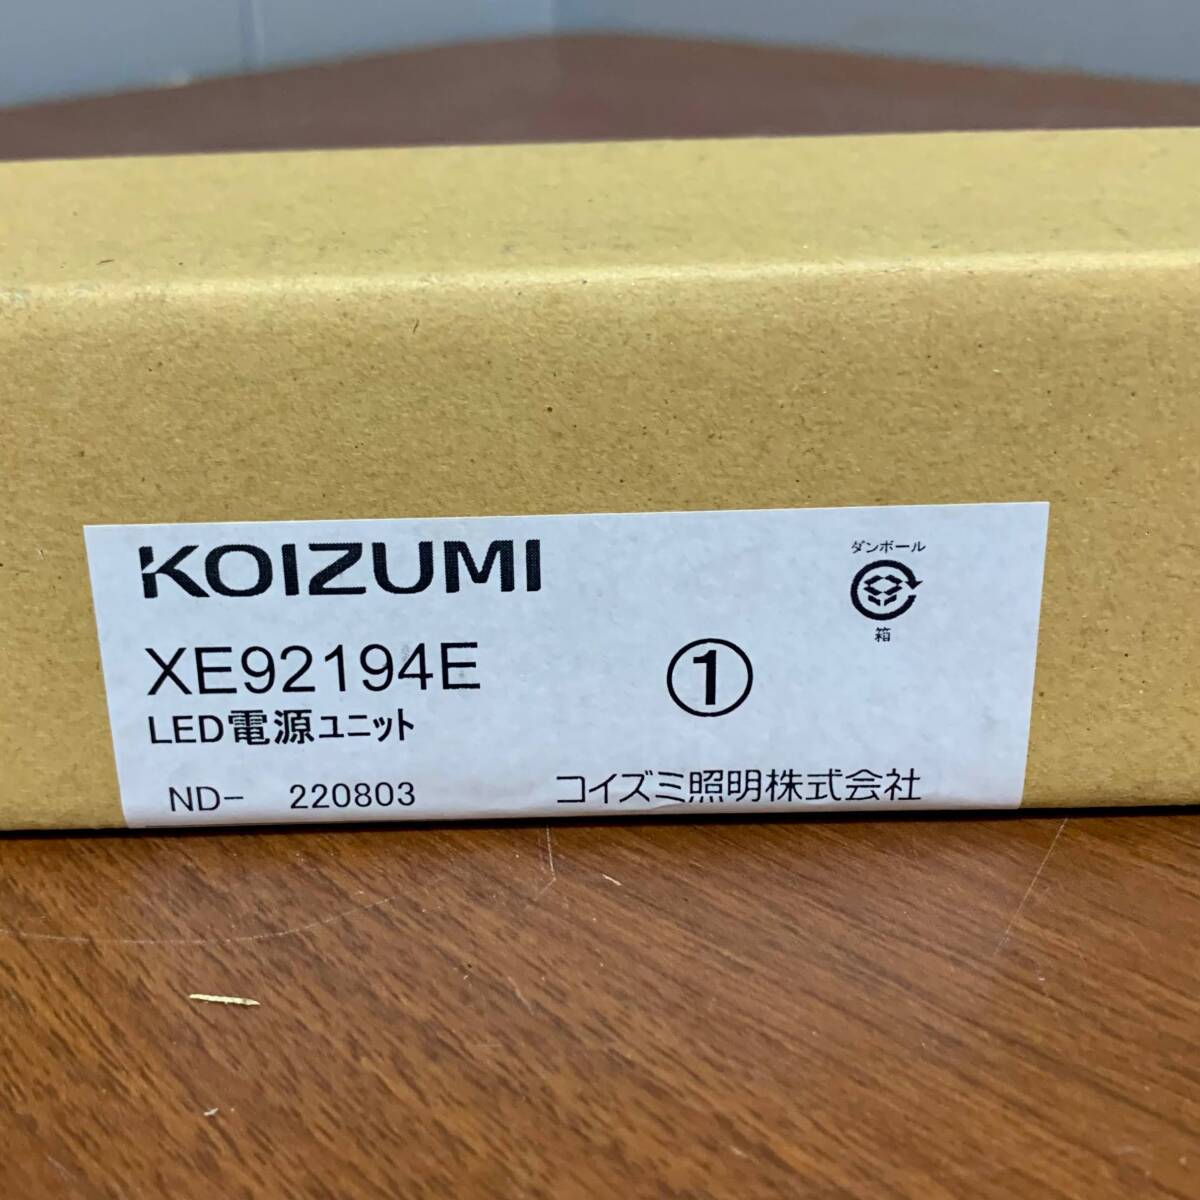 KOIZUMI
ダンボール
箱
XE92194E
①
LED電源ユニット
ND- 220803
コイズミ照明株式会社